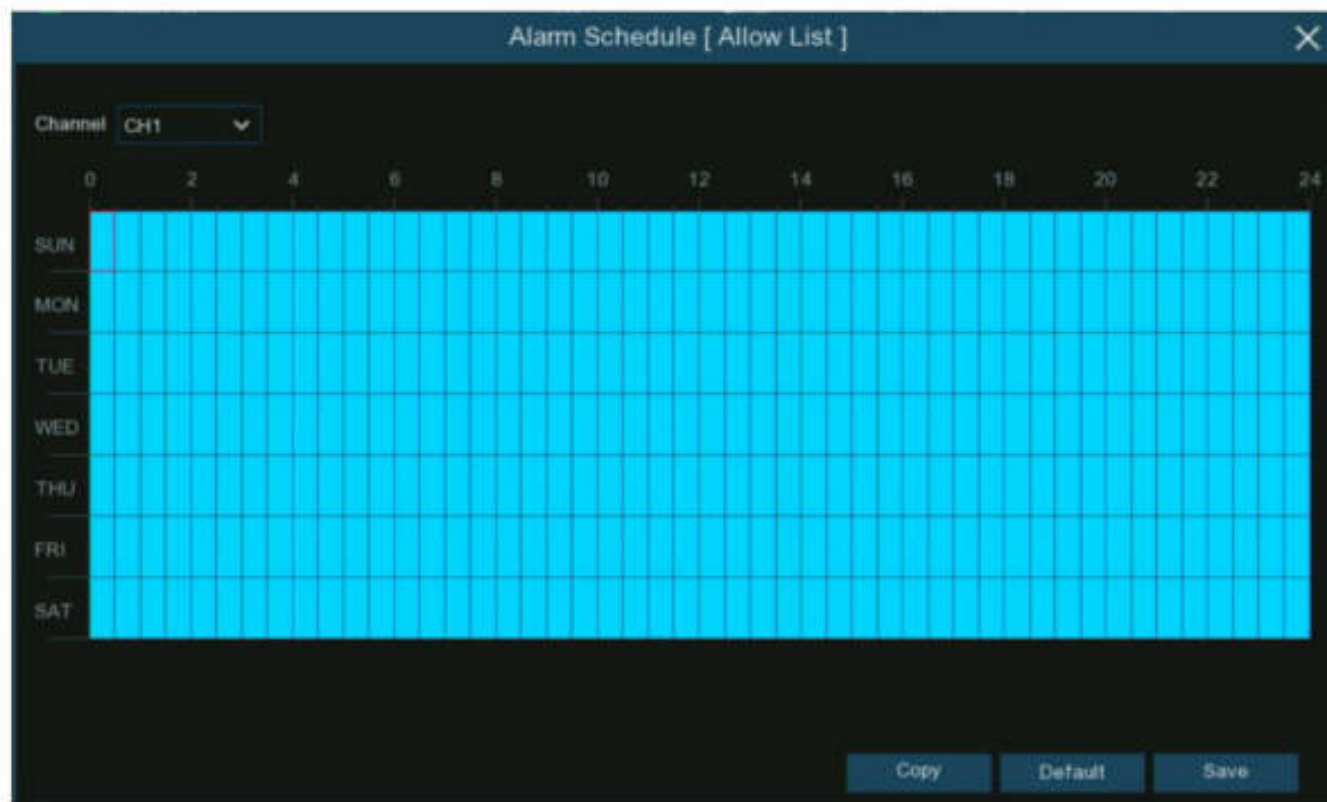 Alarm Schedule [ Allow List ]
Channel CH1
0 2 4 6 8 10 12 14 16 18 20 22 24
SUN
MON
TUE
WED
THU
FRI
SAT
Copy Default Save